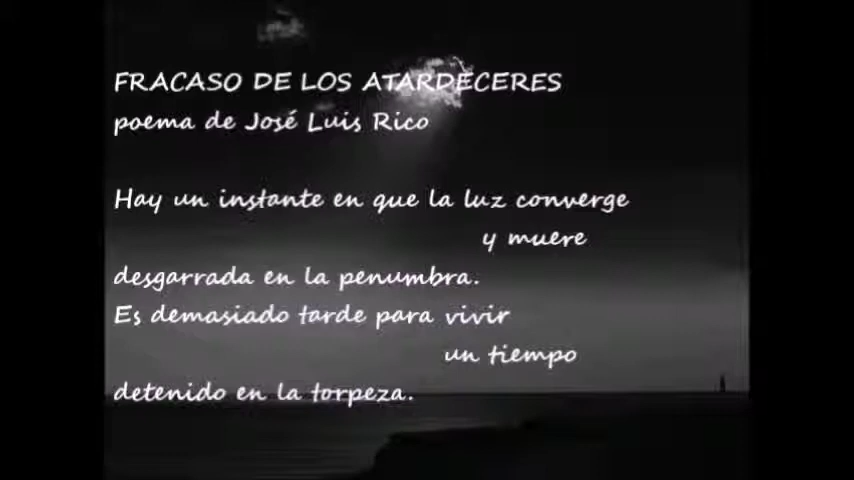 FRACASO DE LOS ATARDECERES
poema de José Luis Rico
Hay un instante en que la luz converge
y muere
desgarrada en la penumbra.
Es demasiado tarde para vivir
un tiempo
detenido en la torpeza.